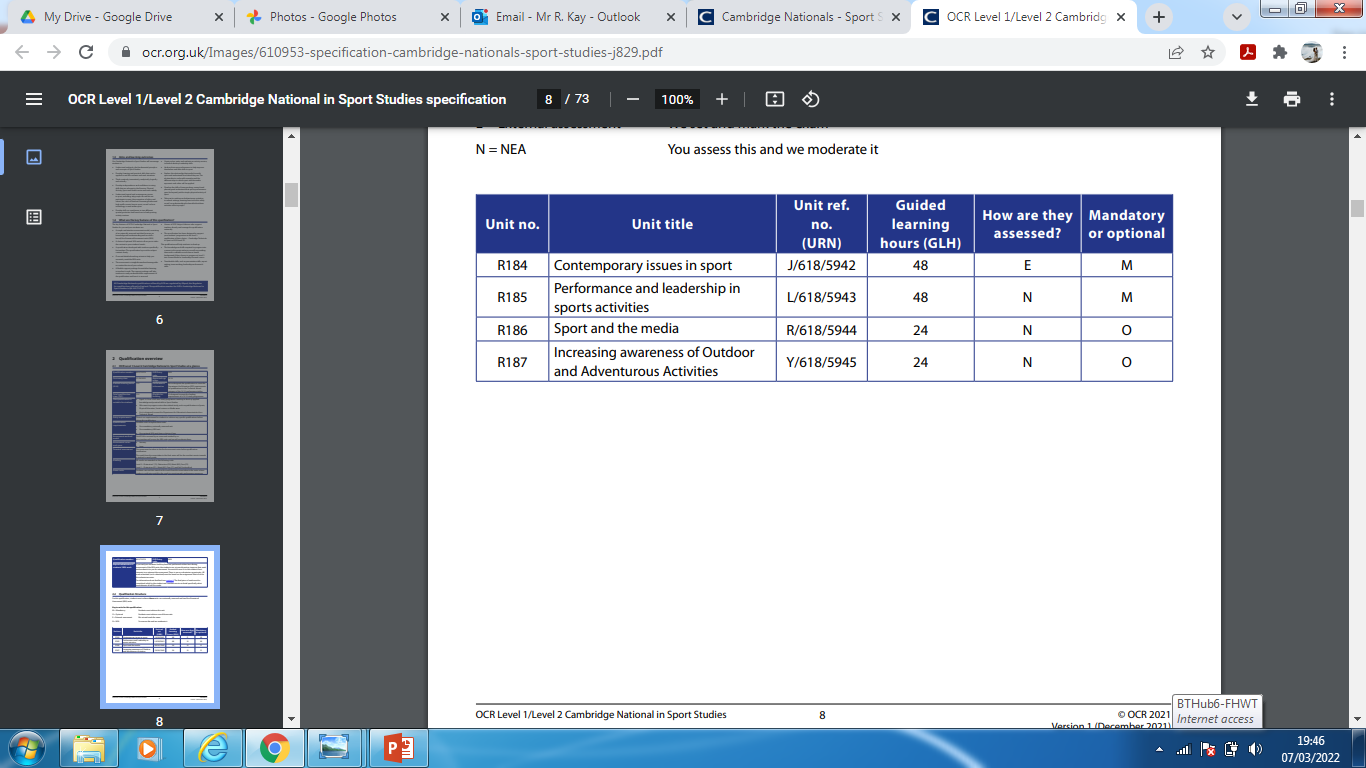 My Drive - Google Drive
Photos - Google Photos
Email - Mr R. Kay - Outlook
Cambridge Nationals - Sport S
OCR Level 1/Level 2 Cambridg
ocr.org.uk/Images/610953-specification-cambridge-nationals-sport-studies-j829.pdf
OCR Level 1/Level 2 Cambridge National in Sport Studies specification
8 / 73
100%
N = NEA You assess this and we moderate it
Unit no. Unit title Unit ref. no. (URN) Guided learning hours (GLH) How are they assessed? Mandatory or optional
R184 Contemporary issues in sport J/618/5942 48 E M
R185 Performance and leadership in sports activities L/618/5943 48 N M
R186 Sport and the media R/618/5944 24 N O
R187 Increasing awareness of Outdoor and Adventurous Activities Y/618/5945 24 N O
6
2 Qualification overview
7
8
OCR Level 1/Level 2 Cambridge National in Sport Studies
8
© OCR 2021
Version 1 (December 2021)
BTHub6-FHWT
Internet access
19:46
07/03/2022